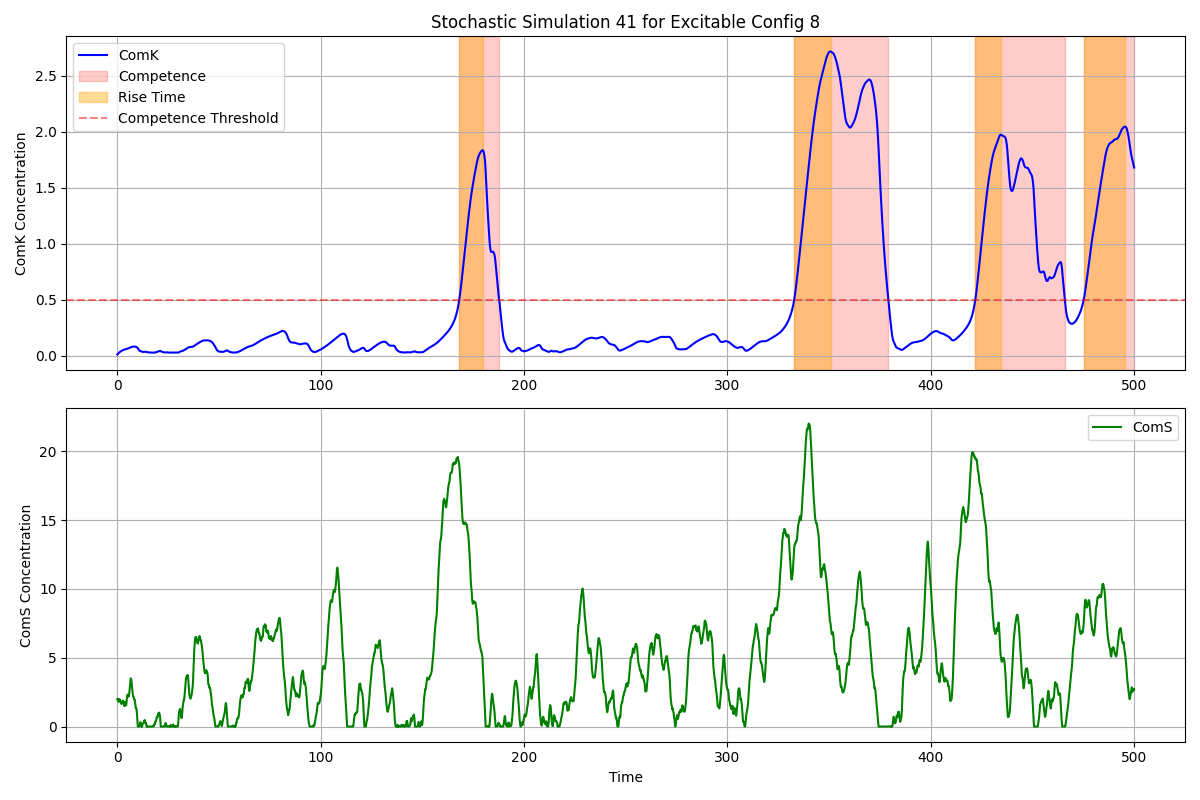 Stochastic Simulation 41 for Excitable Config 8
ComK Concentration
2.5
2.0
1.5
1.0
0.5
0.0
ComK
Competence
Rise Time
Competence Threshold
0 100 200 300 400 500
ComS Concentration
20
15
10
5
0
ComS
0 100 200 300 400 500
Time